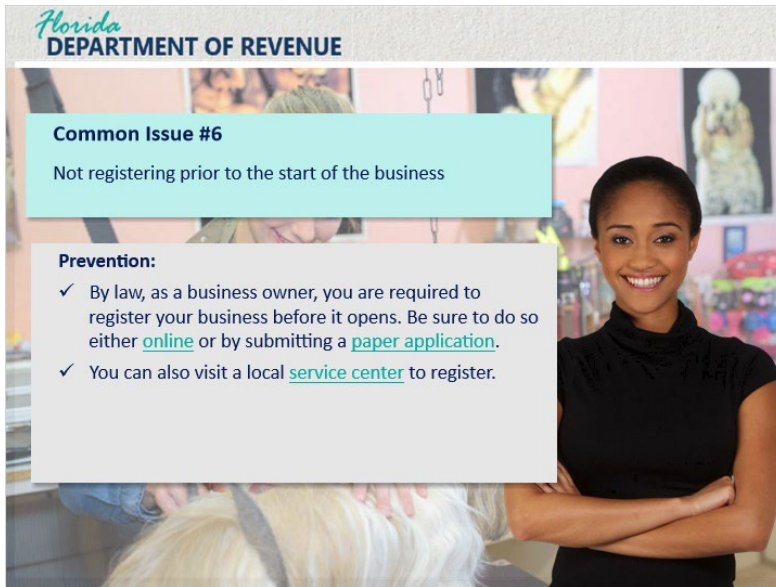 Florida
DEPARTMENT OF REVENUE
Common Issue #6
Not registering prior to the start of the business
Prevention:
✓ By law, as a business owner, you are required to
register your business before it opens. Be sure to do so
either online or by submitting a paper application.
✓ You can also visit a local service center to register.